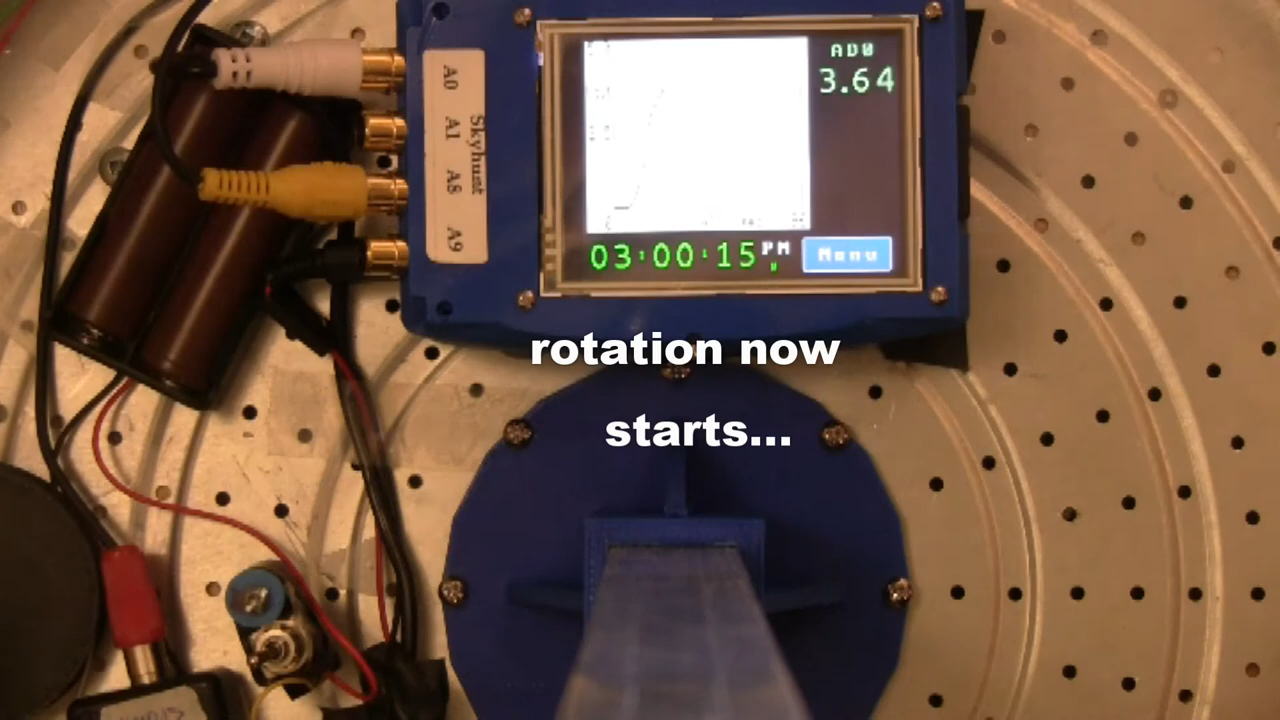 A0
A1
A8
A9
Skyhunt
AD0
3.64
03:00:15 PM
Menu
rotation now
starts...